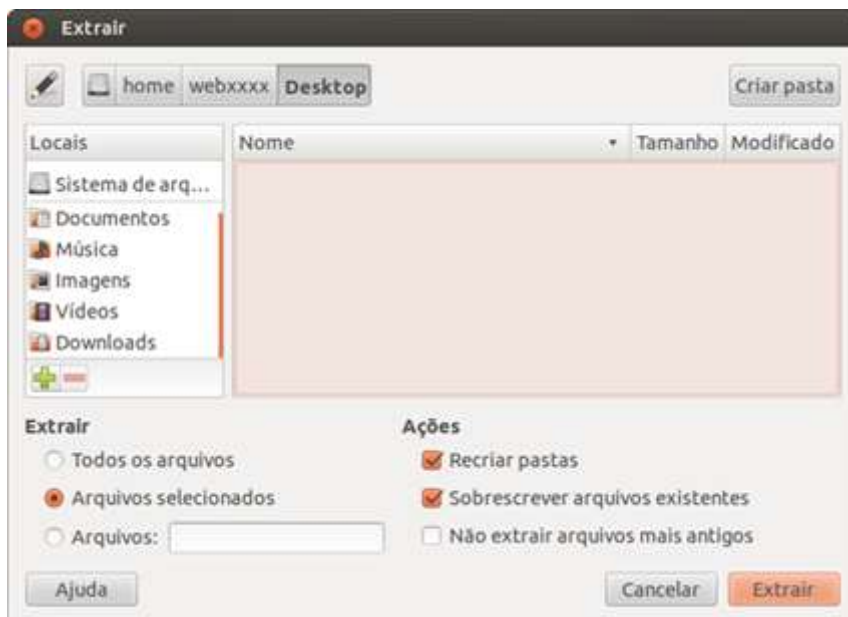 Extrair
home webxxxx Desktop Criar pasta
Locais Nome Tamanho Modificado
Sistema de arq...
Documentos
Música
Imagens
Vídeos
Downloads
Extrair Ações
Todos os arquivos Recriar pastas
Arquivos selecionados Sobrescrever arquivos existentes
Arquivos: Não extrair arquivos mais antigos
Ajuda Cancelar Extrair